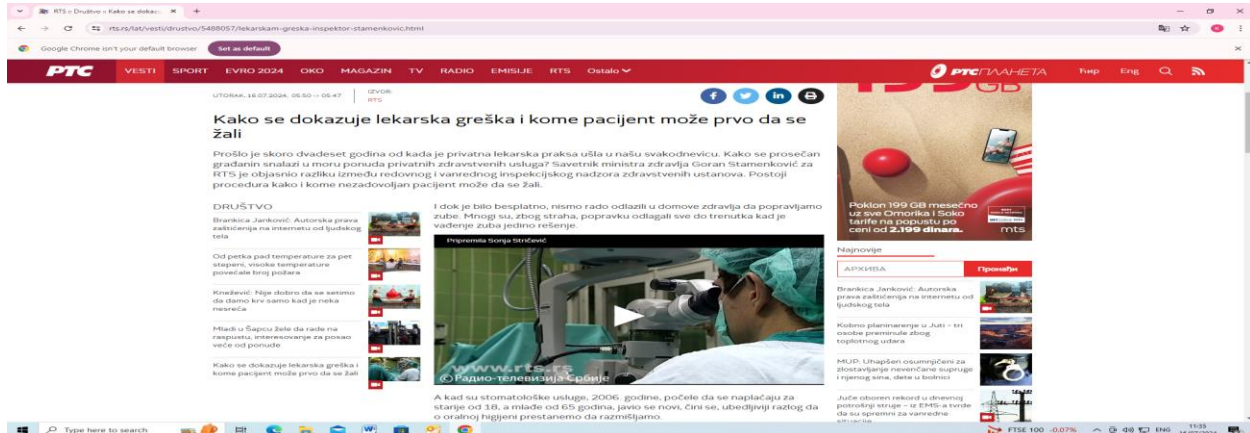 RTS :: Društvo :: Kako se dokaz
rts.rs/lat/vesti/drustvo/5488057/lekarskam-greska-inspektor-stamenkovic.html
Google Chrome isn't your default browser
Set as default
РТС
VESTI SPORT EVRO 2024 OKO MAGAZIN TV RADIO EMISIJE RTS Ostalo
РТС ПЛАНЕТА
Ћир Eng
UTORAK, 16.07.2024, 05:50 -> 05:47
IZVOR:
RTS
Kako se dokazuje lekarska greška i kome pacijent može prvo da se
žali
Prošlo je skoro dvadeset godina od kada je privatna lekarska praksa ušla u našu svakodnevicu. Kako se prosečan
građanin snalazi u moru ponuda privatnih zdravstvenih usluga? Savetnik ministra zdravlja Goran Stamenković za
RTS je objasnio razliku između redovnog i vanrednog inspekcijskog nadzora zdravstvenih ustanova. Postoji
procedura kako i kome nezadovoljan pacijent može da se žali.
DRUŠTVO
Brankica Janković: Autorska prava
zaštićenija na internetu od ljudskog
tela
Od petka pad temperature za pet
stepeni, visoke temperature
povećale broj požara
Knežević: Nije dobro da se setimo
da damo krv samo kad je neka
nesreća
Mladi u Šapcu žele da rade na
raspustu, interesovanje za posao
veće od ponude
Kako se dokazuje lekarska greška i
kome pacijent može prvo da se žali
I dok je bilo besplatno, nismo rado odlazili u domove zdravlja da popravljamo
zube. Mnogi su, zbog straha, popravku odlagali sve do trenutka kad je
vađenje zuba jedino rešenje.
Pripremila Sonja Stričević
www.rts.rs
© Радио-телевизија Србије
A kad su stomatološke usluge, 2006. godine, počele da se naplaćuju za
starije od 18, a mlađe od 65 godina, javio se novi, čini se, ubedljiviji razlog da
o oralnoj higijeni prestanemo da razmišljamo.
GB
Poklon 199 GB mesečno
uz sve Omorika i Soko
tarife na popustu po
ceni od 2.199 dinara.
mts
Najnovije
АРХИВА
Пронађи
Brankica Janković: Autorska
prava zaštićenija na internetu od
ljudskog tela
Kobno planinarenje u Juti – tri
osobe preminule zbog
toplotnog udara
MUP: Uhapšen osumnjičeni za
zlostavljanje nevenčane supruge
i njenog sina, dete u bolnici
Juče oboren rekord u dnevnoj
potrošnji struje – iz EMS-a tvrde
da su spremni za vanredne
situacije
Type here to search
FTSE 100 -0.07%
ENG
11:35
16/07/2024